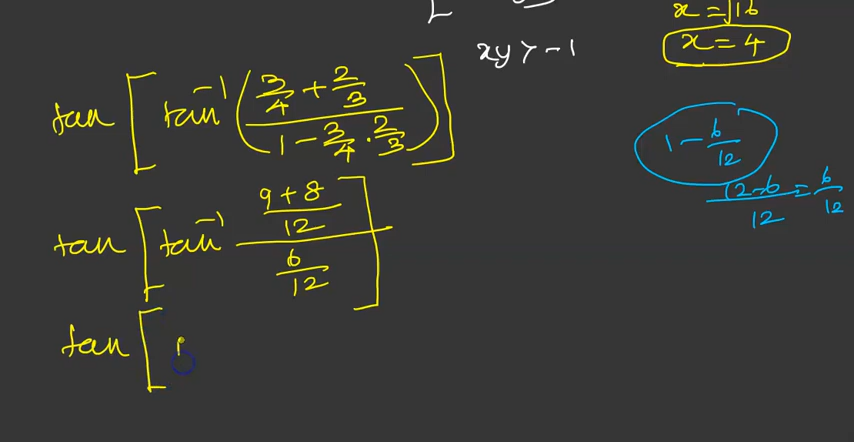 x = √16
x = 4
xy > -1
tan [ tan⁻¹ ( (3/4 + 2/3) / (1 - 3/4 · 2/3) ) ]
1 - 6/12
(12-6)/12 = 6/12
tan [ tan⁻¹ ((9+8)/12) / (6/12) ]
tan [